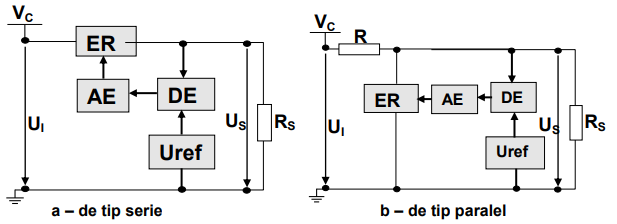 VC
ER
AE
DE
UI
US
RS
Uref
a – de tip serie
VC
R
ER
AE
DE
UI
US
RS
Uref
b – de tip paralel